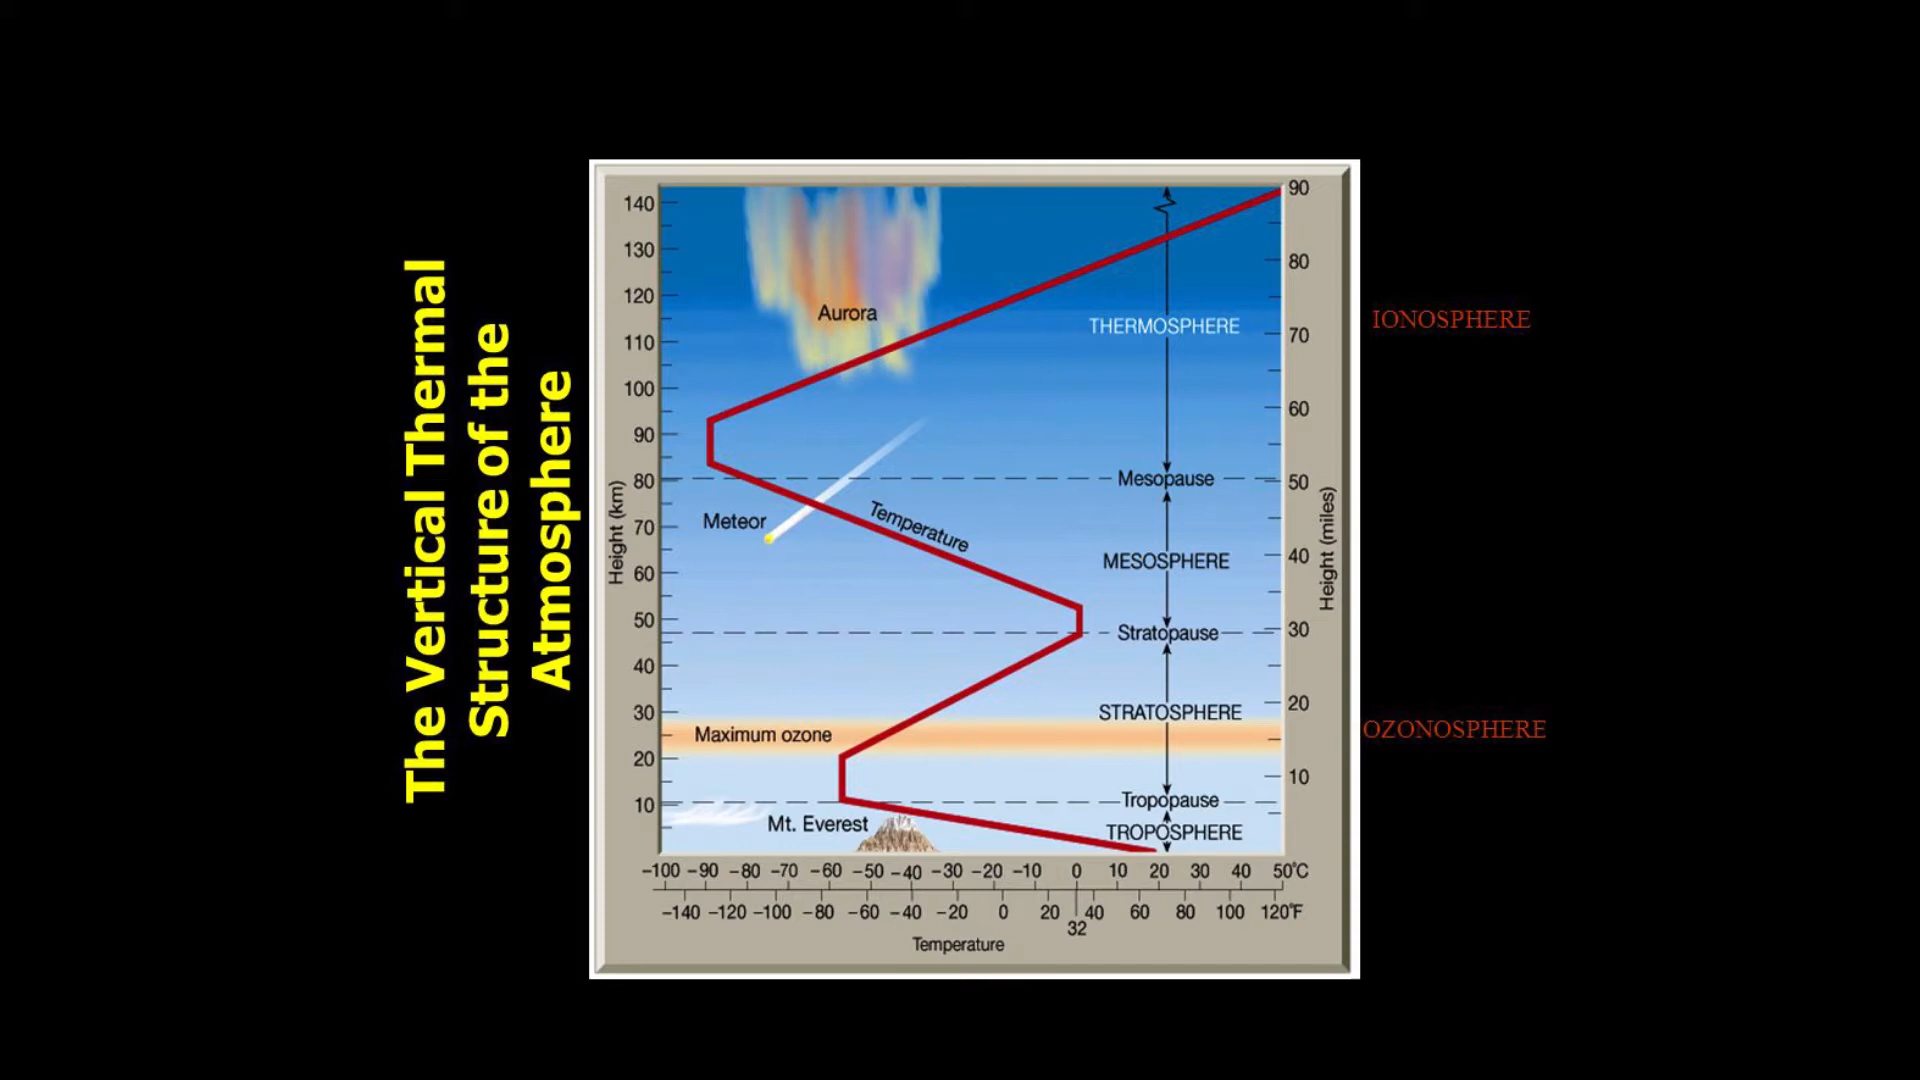 The Vertical Thermal
Structure of the
Atmosphere
Height (km)
140
130
120
110
100
90
80
70
60
50
40
30
20
10
Aurora
Meteor
Temperature
Maximum ozone
Mt. Everest
THERMOSPHERE
Mesopause
MESOSPHERE
Stratopause
STRATOSPHERE
Tropopause
TROPOSPHERE
90
80
70
60
50
40
30
20
10
Height (miles)
IONOSPHERE
OZONOSPHERE
–100 –90 –80 –70 –60 –50 –40 –30 –20 –10 0 10 20 30 40 50°C
–140 –120 –100 –80 –60 –40 –20 0 20 40 60 80 100 120°F
32
Temperature